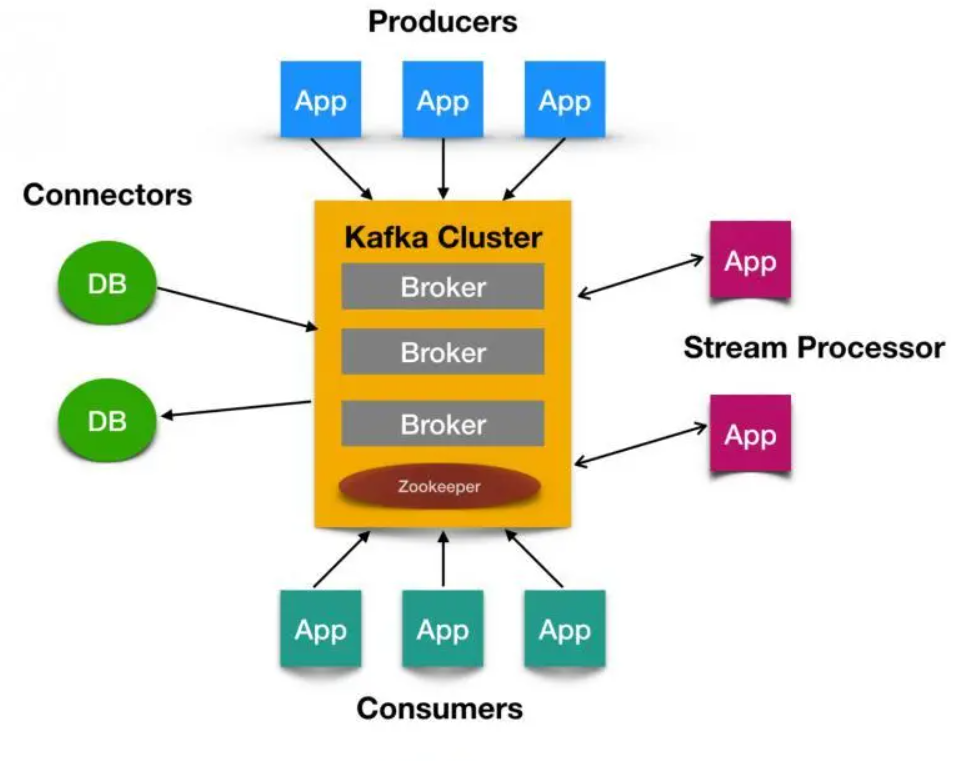 Producers
App
App
App
Connectors
DB
DB
Kafka Cluster
Broker
Broker
Broker
Zookeeper
App
Stream Processor
App
App
App
App
Consumers